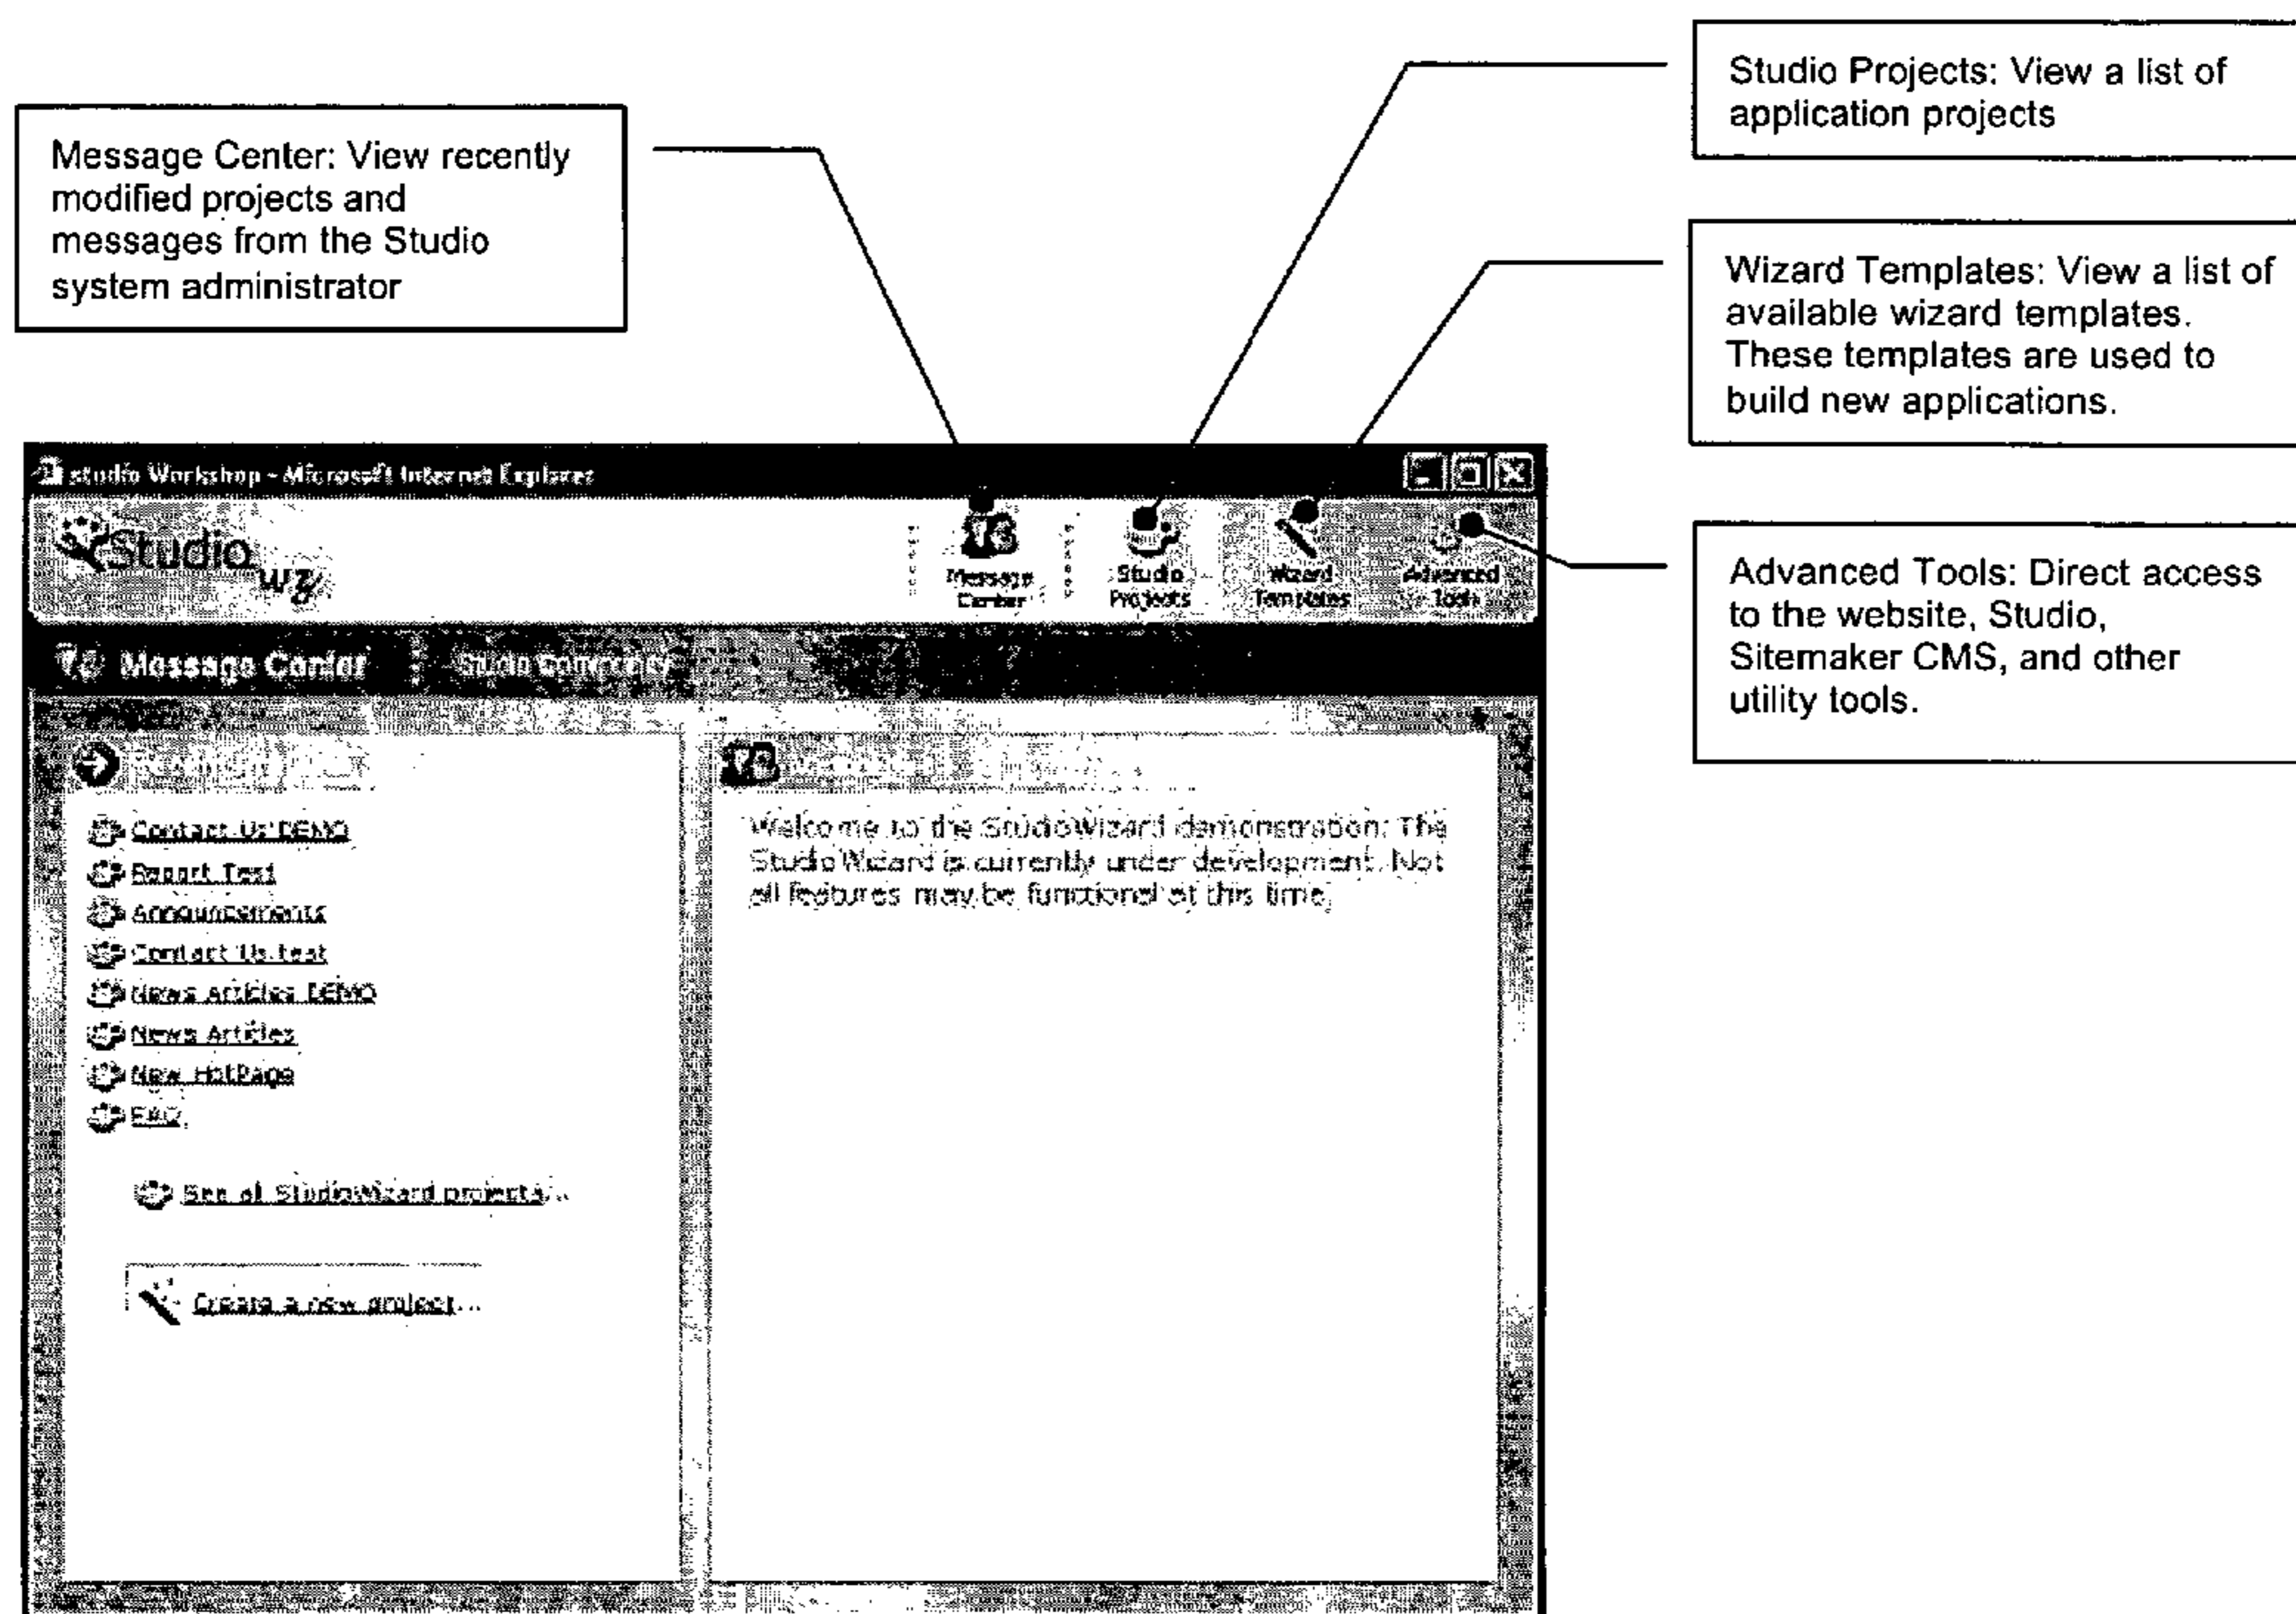 Studio Projects: View a list of
application projects
Message Center: View recently
modified projects and
messages from the Studio
system administrator
Wizard Templates: View a list of
available wizard templates.
These templates are used to
build new applications.
Advanced Tools: Direct access
to the website, Studio,
Sitemaker CMS, and other
utility tools.
studio Workshop - Microsoft Internet Explorer
Studio
wz
Message
Center
Studio
Projects
Wizard
Templates
Advanced
Tools
Message Center
Studio Community
Contact Us DEMO
Report Test
Announcements
Contact Us test
News Articles DEMO
News Articles
New HotPage
FAQ
See all StudioWizard projects...
Create a new project...
Welcome to the StudioWizard demonstration. The
StudioWizard is currently under development. Not
all features may be functional at this time.